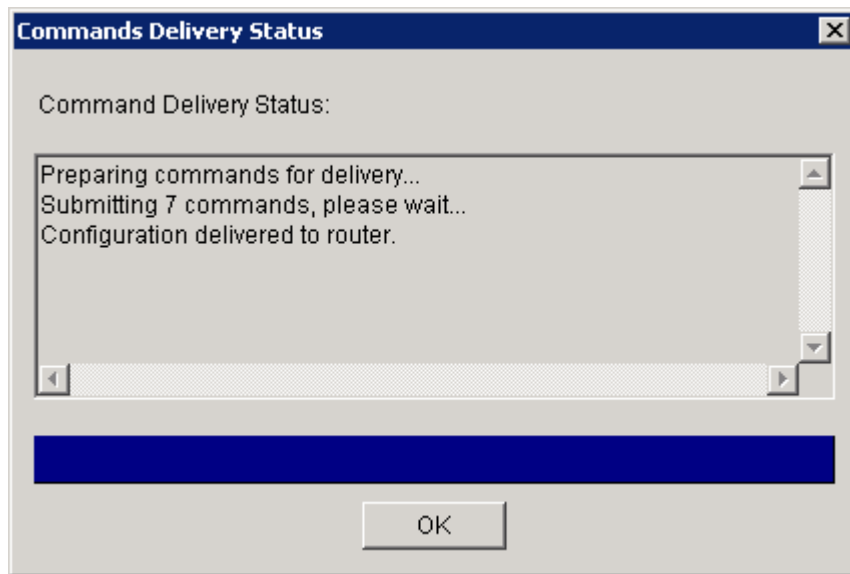 Commands Delivery Status
Command Delivery Status:
Preparing commands for delivery...
Submitting 7 commands, please wait...
Configuration delivered to router.
OK